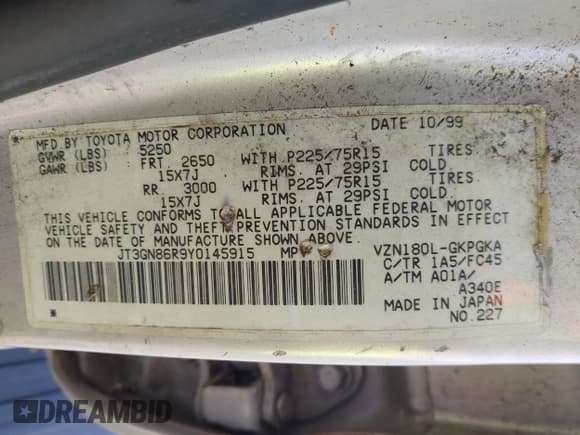 MFD BY TOYOTA MOTOR CORPORATION DATE 10/99
GVWR (LBS) 5250
GAWR (LBS) FRT. 2650 WITH P225/75R15 TIRES
15X7J RIMS. AT 29PSI COLD.
RR. 3000 WITH P225/75R15 TIRES
15X7J RIMS. AT 29PSI COLD.
THIS VEHICLE CONFORMS TO ALL APPLICABLE FEDERAL MOTOR
VEHICLE SAFETY AND THEFT PREVENTION STANDARDS IN EFFECT
ON THE DATE OF MANUFACTURE SHOWN ABOVE.
JT3GN86R9Y0145915 MPV VZN180L-GKPGKA
C/TR 1A5/FC45
A/TM A01A/
A340E
MADE IN JAPAN
NO.227
DREAMBID